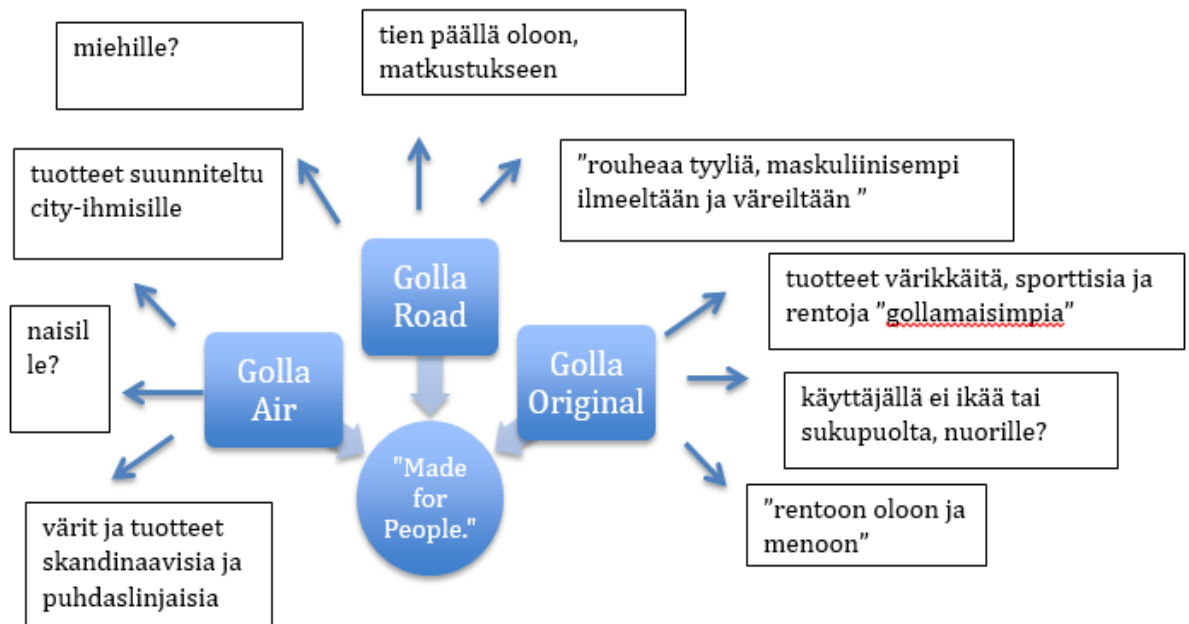 miehille?
tien päällä oloon,
matkustukseen
tuotteet suunniteltu
city-ihmisille
”rouheaa tyyliä, maskuliinisempi
ilmeeltään ja väreiltään ”
Golla
Road
tuotteet värikkäitä, sporttisia ja
rentoja ”gollamaisimpia”
naisil
le?
Golla
Air
Golla
Original
käyttäjällä ei ikää tai
sukupuolta, nuorille?
"Made
for
People."
”rentoon oloon ja
menoon”
värit ja tuotteet
skandinaavisia ja
puhdaslinjaisia